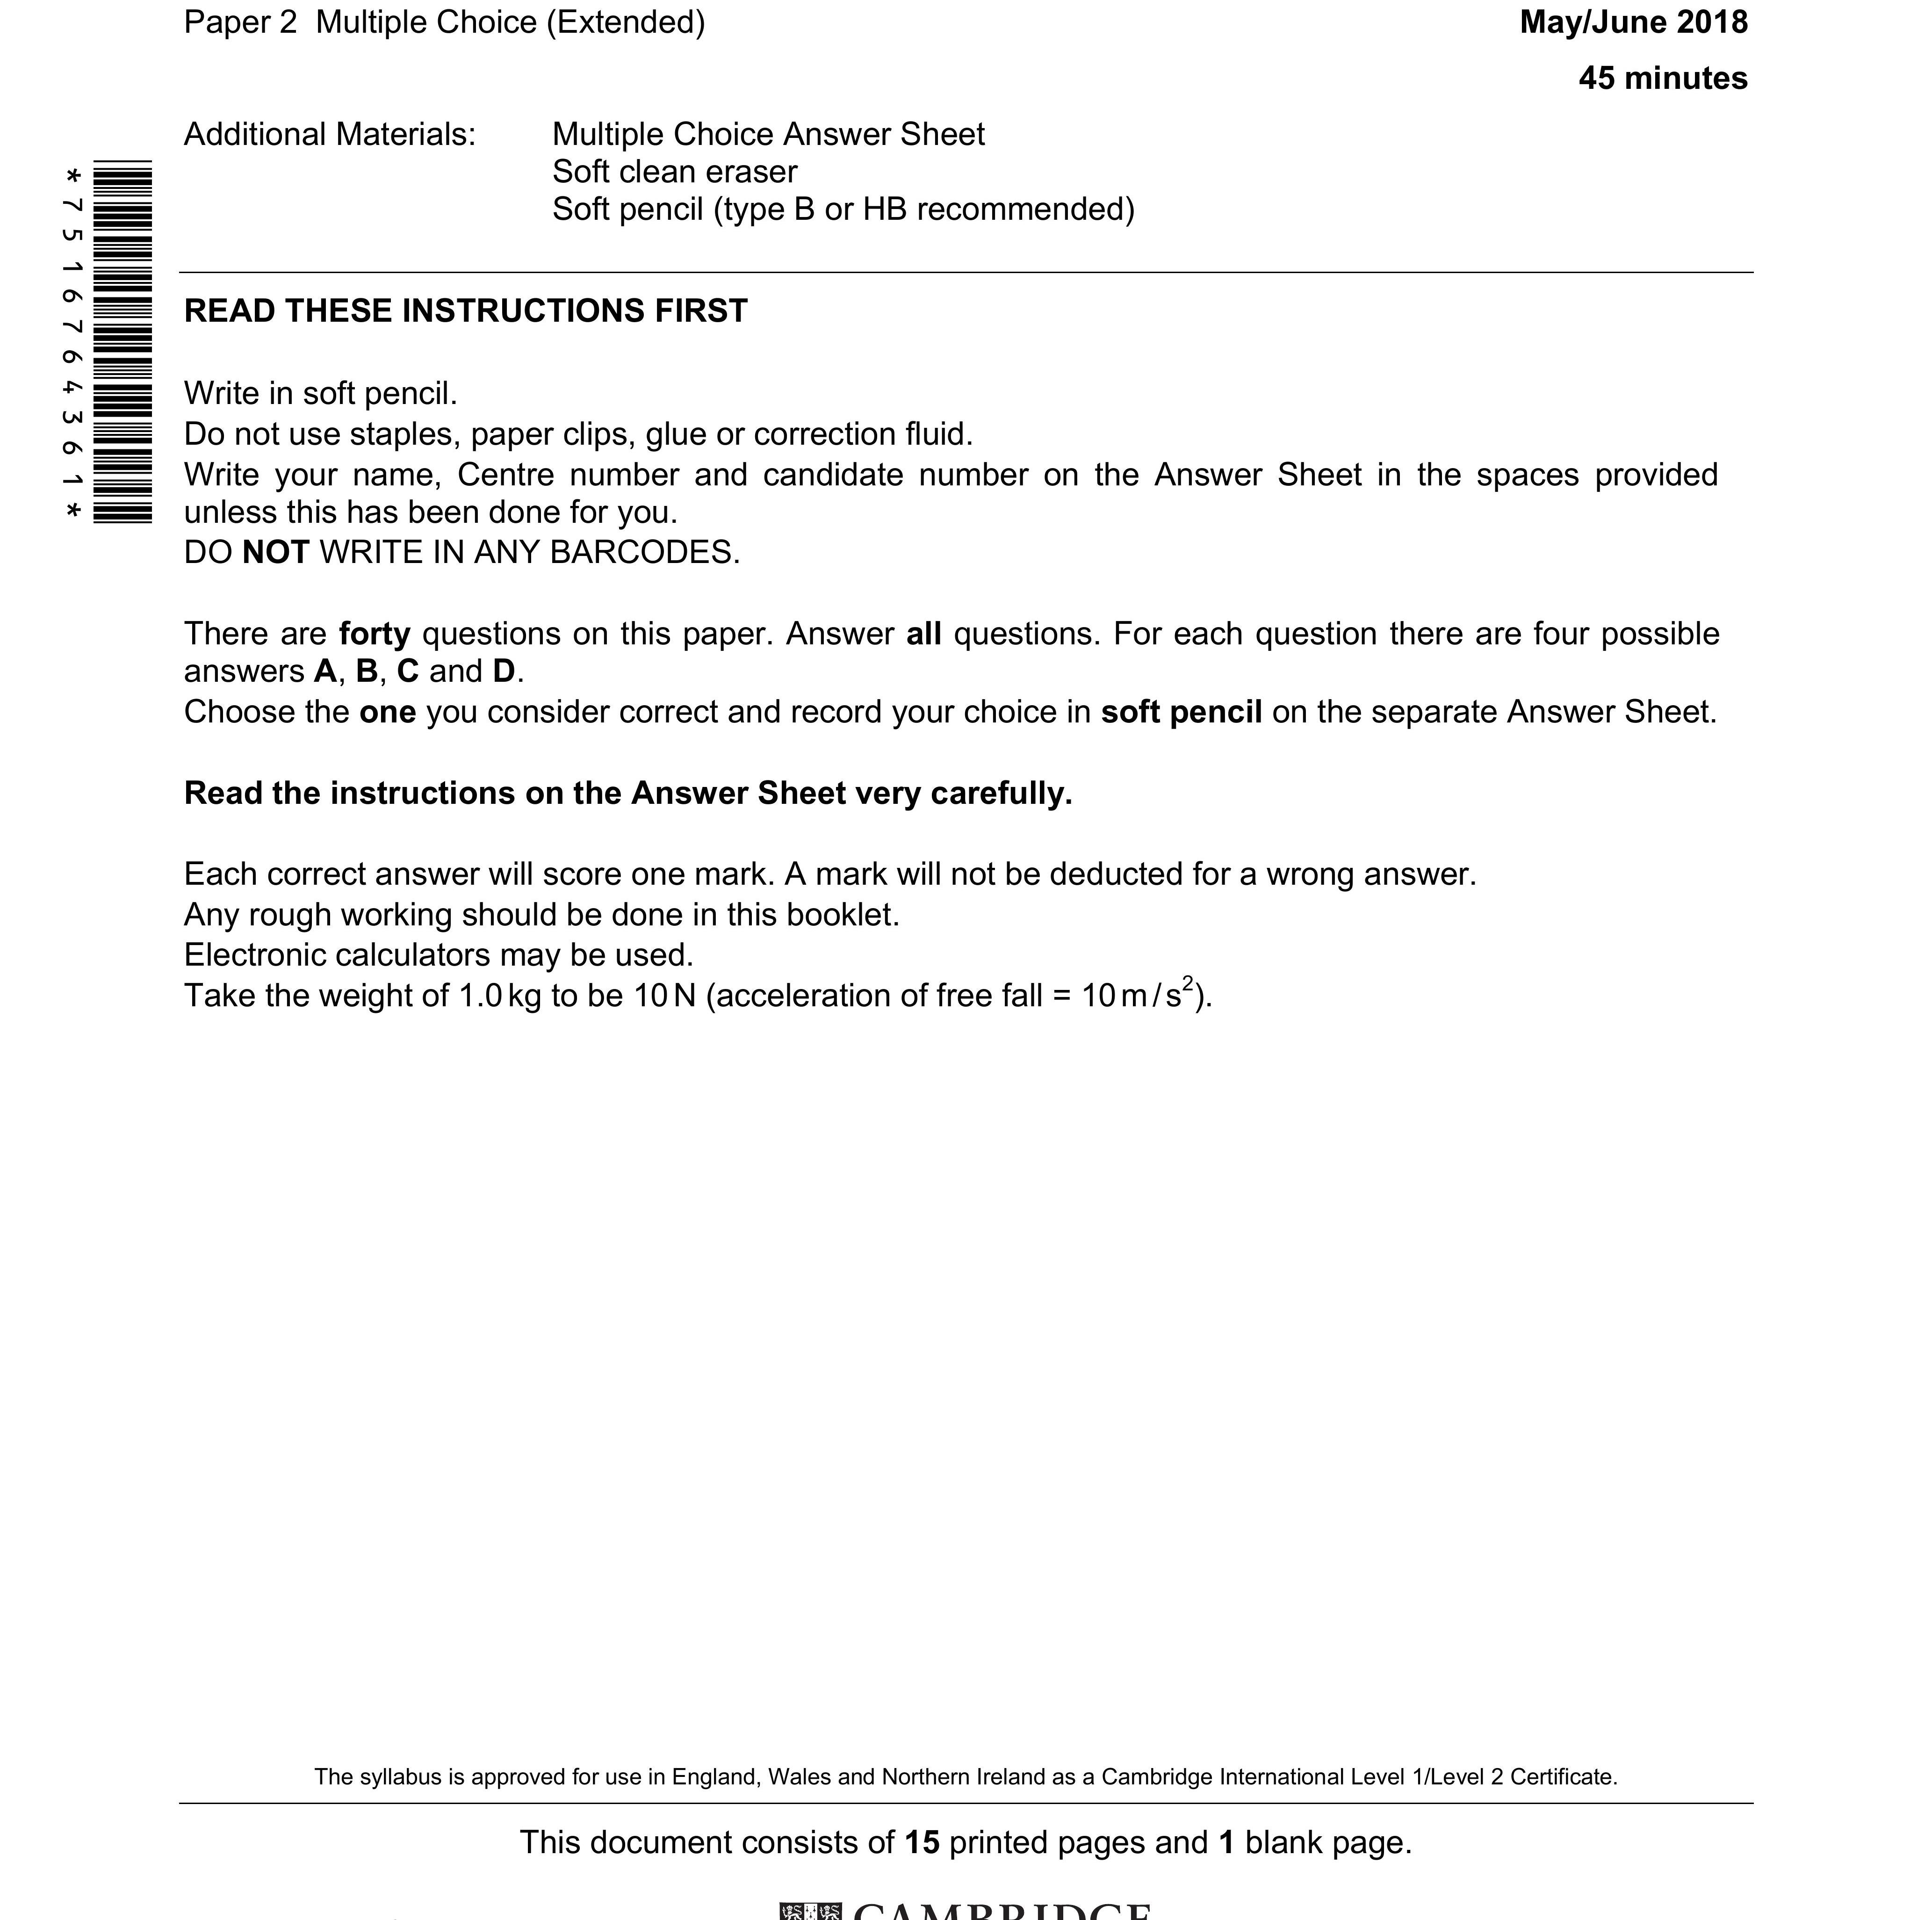 Paper 2 Multiple Choice (Extended)
May/June 2018
45 minutes
Additional Materials: Multiple Choice Answer Sheet
Soft clean eraser
Soft pencil (type B or HB recommended)
*7516764361*
READ THESE INSTRUCTIONS FIRST
Write in soft pencil.
Do not use staples, paper clips, glue or correction fluid.
Write your name, Centre number and candidate number on the Answer Sheet in the spaces provided
unless this has been done for you.
DO NOT WRITE IN ANY BARCODES.
There are forty questions on this paper. Answer all questions. For each question there are four possible
answers A, B, C and D.
Choose the one you consider correct and record your choice in soft pencil on the separate Answer Sheet.
Read the instructions on the Answer Sheet very carefully.
Each correct answer will score one mark. A mark will not be deducted for a wrong answer.
Any rough working should be done in this booklet.
Electronic calculators may be used.
Take the weight of 1.0 kg to be 10 N (acceleration of free fall = 10 m / s²).
The syllabus is approved for use in England, Wales and Northern Ireland as a Cambridge International Level 1/Level 2 Certificate.
This document consists of 15 printed pages and 1 blank page.
CAMBRIDGE